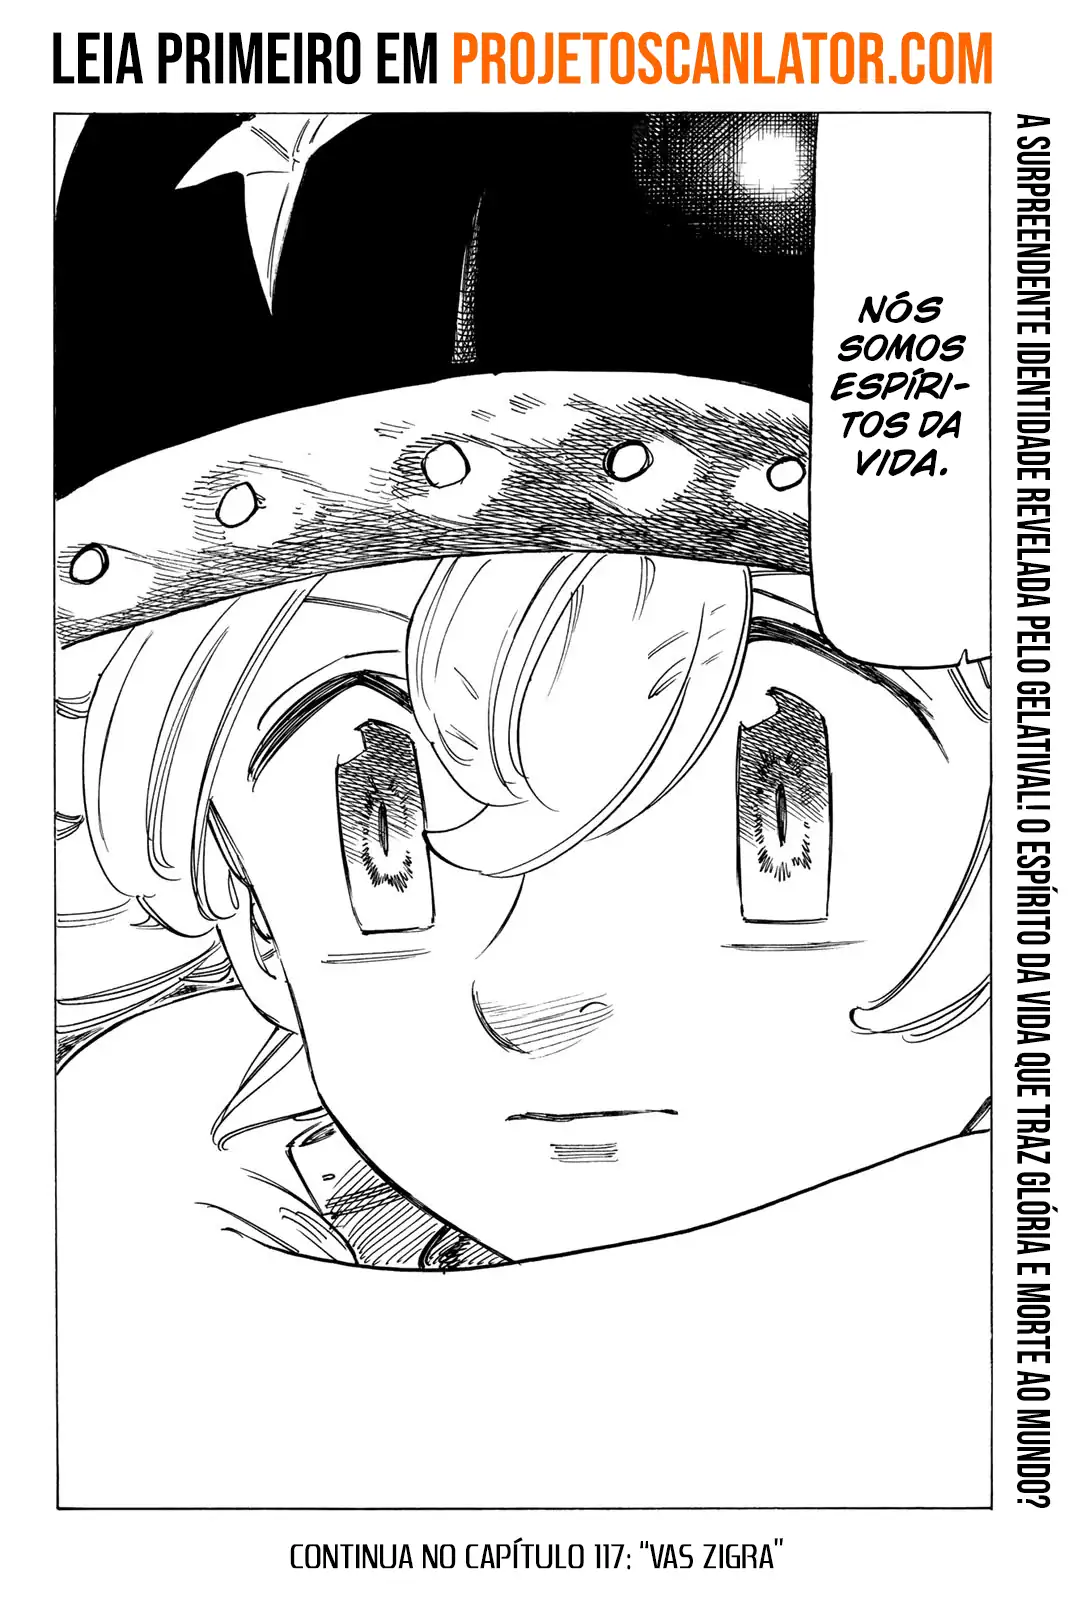 LEIA PRIMEIRO EM PROJETOSCANLATOR.COM
NÓS
SOMOS
ESPÍRI-
TOS DA
VIDA.
A SURPREENDENTE IDENTIDADE REVELADA PELO GELATIVAL! O ESPÍRITO DA VIDA QUE TRAZ GLÓRIA E MORTE AO MUNDO?
CONTINUA NO CAPÍTULO 117: "VAS ZIGRA"